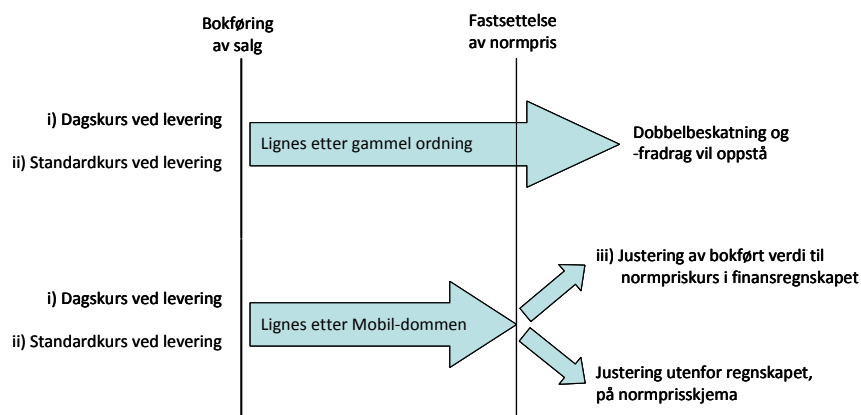 Bokføring
av salg
Fastsettelse
av normpris
i) Dagskurs ved levering
ii) Standardkurs ved levering
Lignes etter gammel ordning
Dobbelbeskatning og
-fradrag vil oppstå
i) Dagskurs ved levering
ii) Standardkurs ved levering
Lignes etter Mobil-dommen
iii) Justering av bokført verdi til
normpriskurs i finansregnskapet
Justering utenfor regnskapet,
på normprisskjema